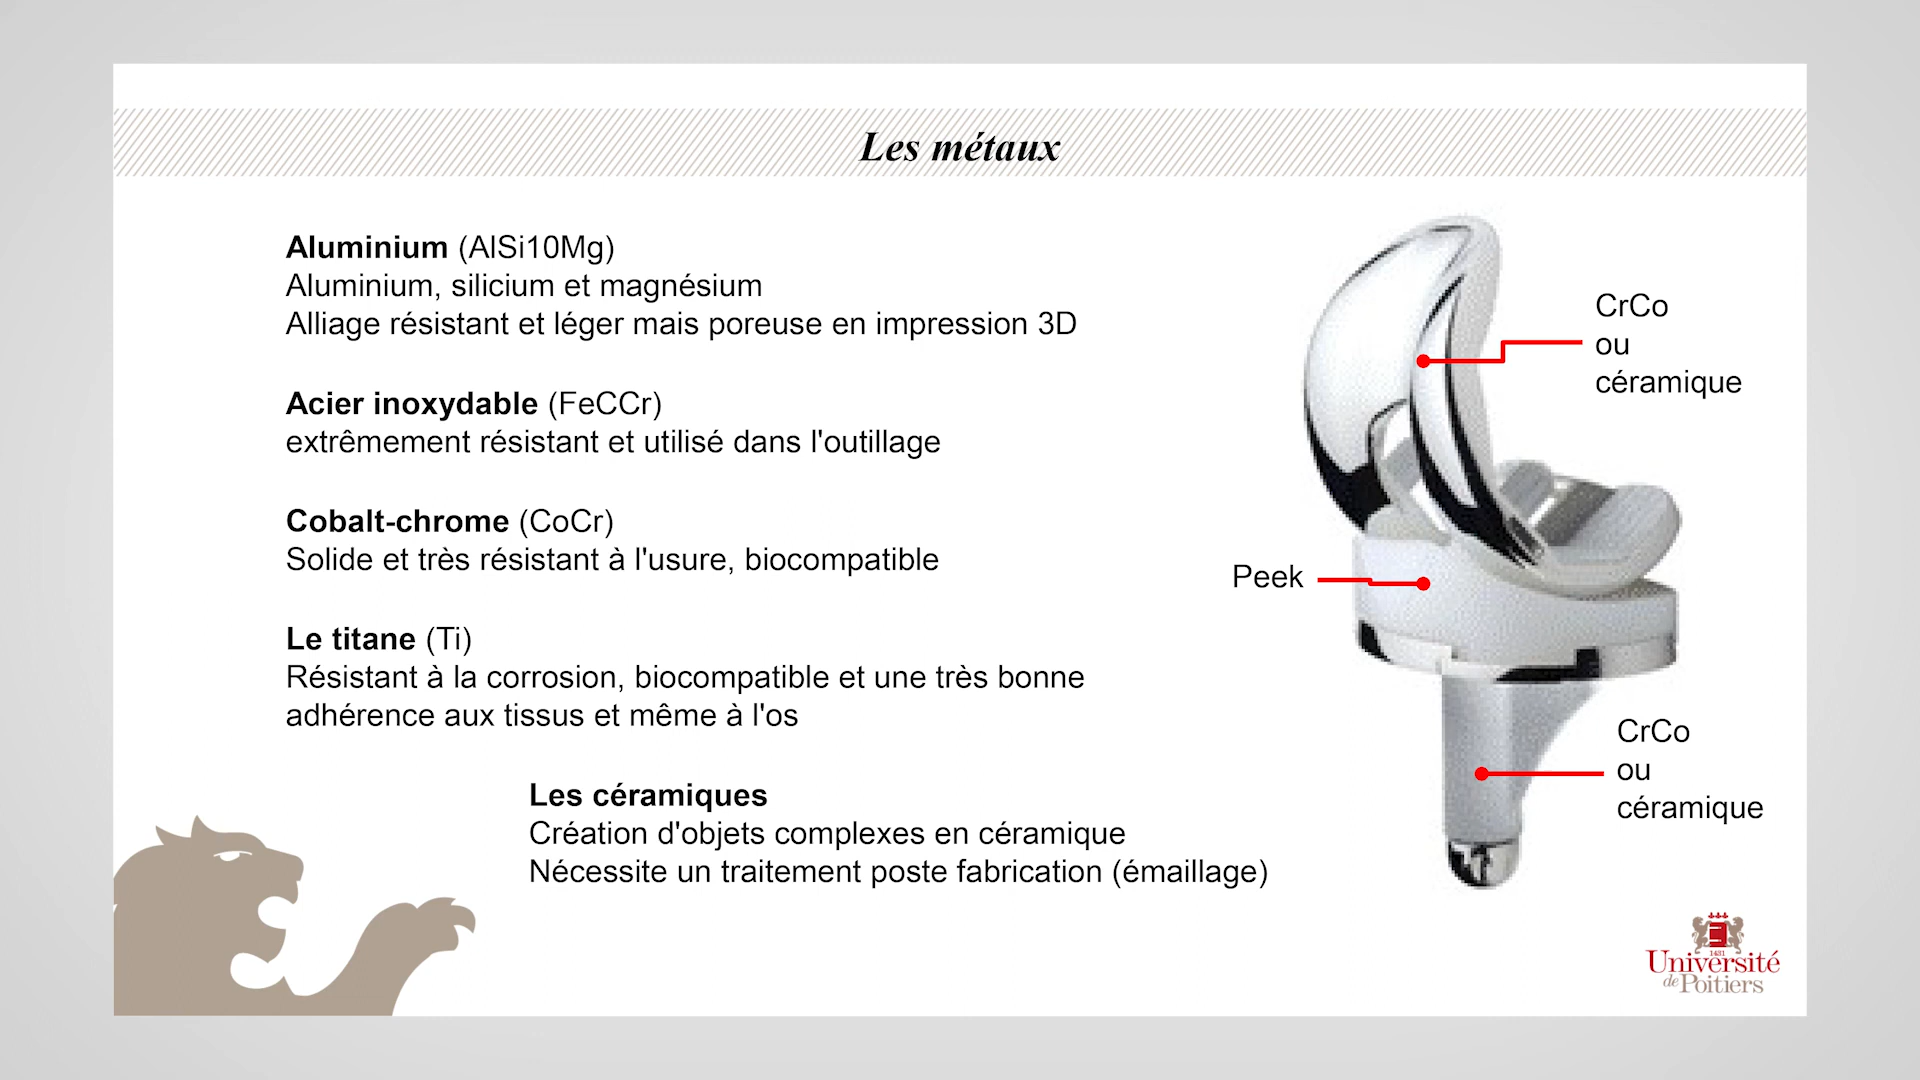 Les métaux
Aluminium (AlSi10Mg)
Aluminium, silicium et magnésium
Alliage résistant et léger mais poreuse en impression 3D
Acier inoxydable (FeCCr)
extrêmement résistant et utilisé dans l'outillage
Cobalt-chrome (CoCr)
Solide et très résistant à l'usure, biocompatible
Le titane (Ti)
Résistant à la corrosion, biocompatible et une très bonne
adhérence aux tissus et même à l'os
Les céramiques
Création d'objets complexes en céramique
Nécessite un traitement poste fabrication (émaillage)
CrCo
ou
céramique
Peek
CrCo
ou
céramique
1431
Université
de Poitiers